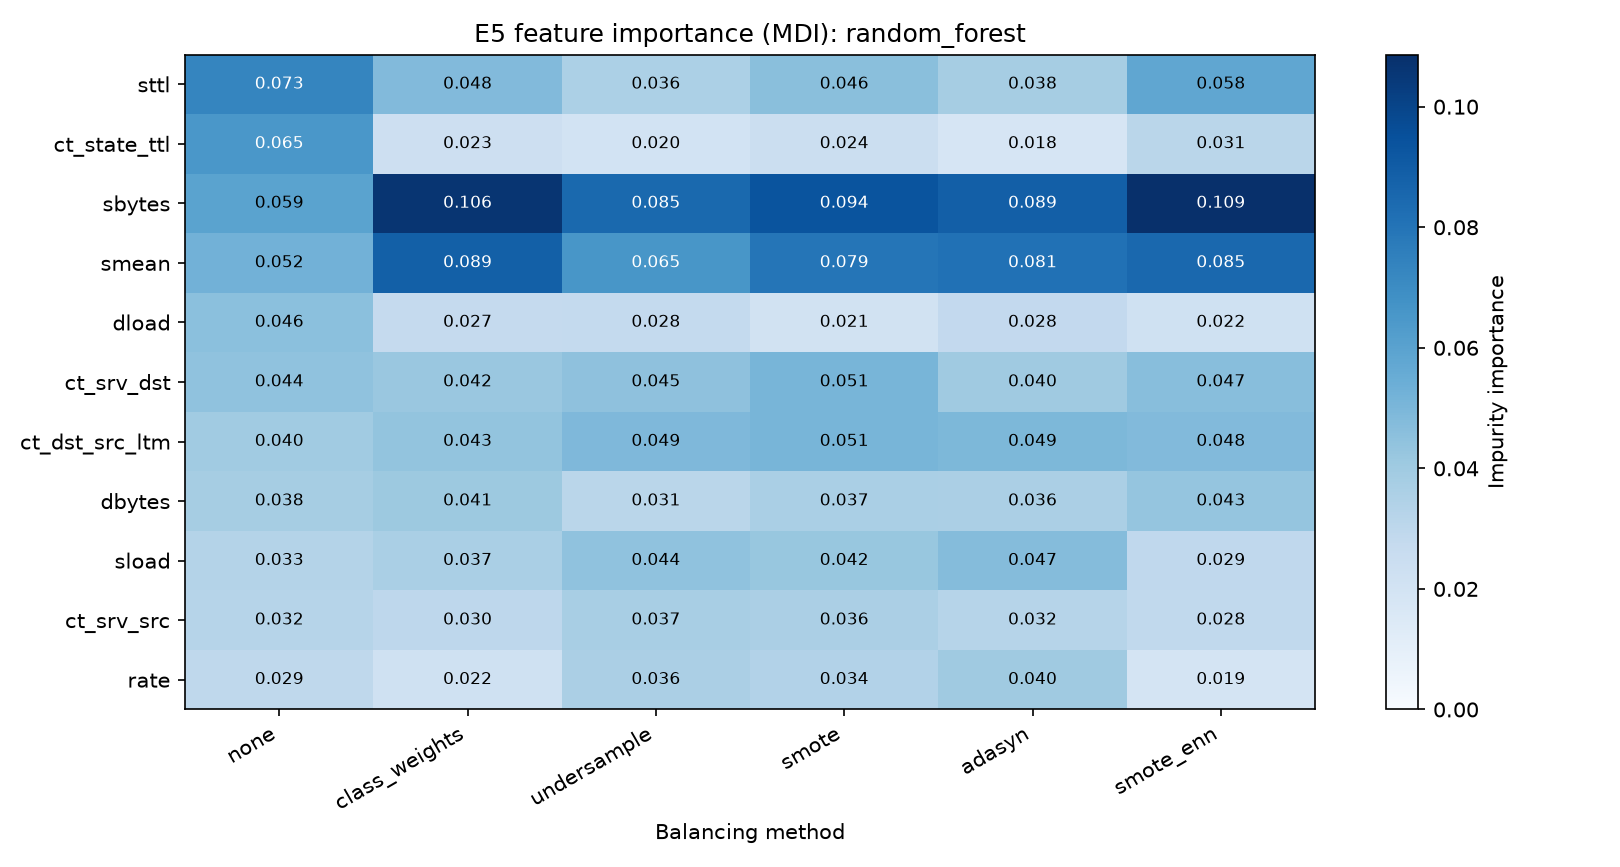 E5 feature importance (MDI): random_forest
sttl 0.073 0.048 0.036 0.046 0.038 0.058
ct_state_ttl 0.065 0.023 0.020 0.024 0.018 0.031
sbytes 0.059 0.106 0.085 0.094 0.089 0.109
smean 0.052 0.089 0.065 0.079 0.081 0.085
dload 0.046 0.027 0.028 0.021 0.028 0.022
ct_srv_dst 0.044 0.042 0.045 0.051 0.040 0.047
ct_dst_src_ltm 0.040 0.043 0.049 0.051 0.049 0.048
dbytes 0.038 0.041 0.031 0.037 0.036 0.043
sload 0.033 0.037 0.044 0.042 0.047 0.029
ct_srv_src 0.032 0.030 0.037 0.036 0.032 0.028
rate 0.029 0.022 0.036 0.034 0.040 0.019
none class_weights undersample smote adasyn smote_enn
Balancing method
0.10
0.08
0.06
0.04
0.02
0.00
Impurity importance